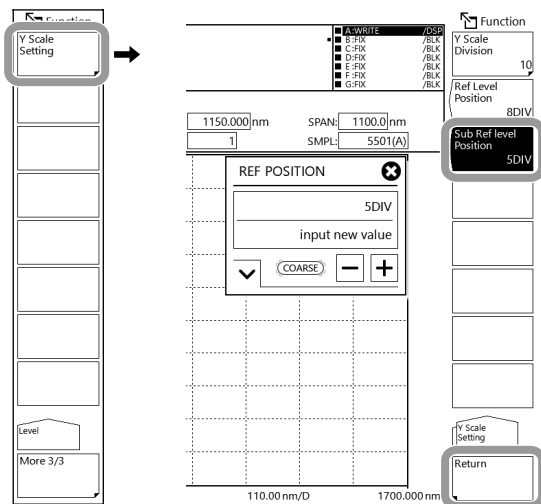 Function
Y Scale
Setting
Level
More 3/3
A:WRITE /DSP
B:FIX /BLK
C:FIX /BLK
D:FIX /BLK
E:FIX /BLK
F:FIX /BLK
G:FIX /BLK
1150.000 nm SPAN: 1100.0 nm
1 SMPL: 5501(A)
REF POSITION
5DIV
input new value
COARSE
110.00 nm/D 1700.000 nm
Function
Y Scale
Division
10
Ref Level
Position
8DIV
Sub Ref level
Position
5DIV
Y Scale
Setting
Return